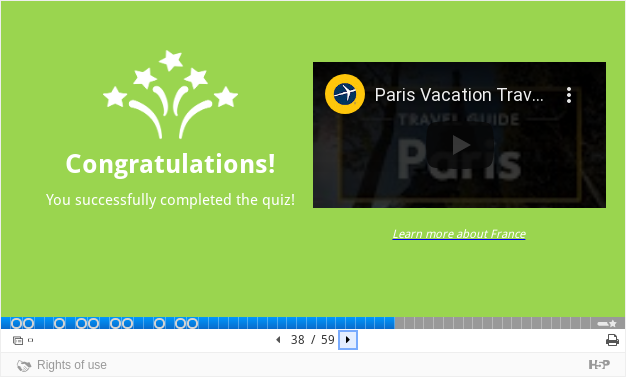 Congratulations!
You successfully completed the quiz!
Paris Vacation Trav...
TRAVEL GUIDE
Paris
Learn more about France
38 / 59
Rights of use
H5P